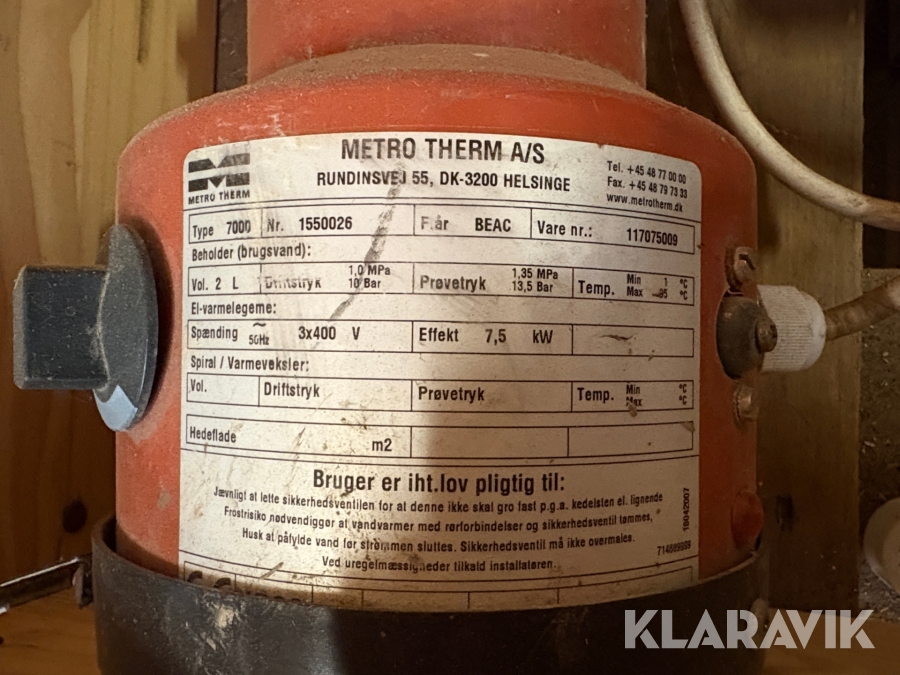 METRO THERM A/S
RUNDINSVEJ 55, DK-3200 HELSINGE
Tel. +45 48 77 00 00
Fax. +45 48 79 73 33
www.metrotherm.dk
METRO THERM
Type 7000 Nr. 1550026 F.år BEAC Vare nr.: 117075009
Beholder (brugsvand):
Vol. 2 L Driftstryk 1,0 MPa 10 Bar Prøvetryk 1,35 MPa 13,5 Bar Temp. Min 1 °C Max 95 °C
El-varmelegeme:
Spænding ~ 50Hz 3x400 V Effekt 7,5 kW
Spiral / Varmeveksler:
Vol. Driftstryk Prøvetryk Temp. Min °C Max °C
Hedeflade m2
Bruger er iht.lov pligtig til:
Jævnligt at lette sikkerhedsventilen for at denne ikke skal gro fast p.g.a. kedelsten el. lignende
Frostrisiko nødvendiggør at vandvarmer med rørforbindelser og sikkerhedsventil tømmes,
Husk at påfylde vand før strømmen sluttes. Sikkerhedsventil må ikke overmales.
Ved uregelmæssigheder tilkald installatøren.
18042007
KLARAVIK